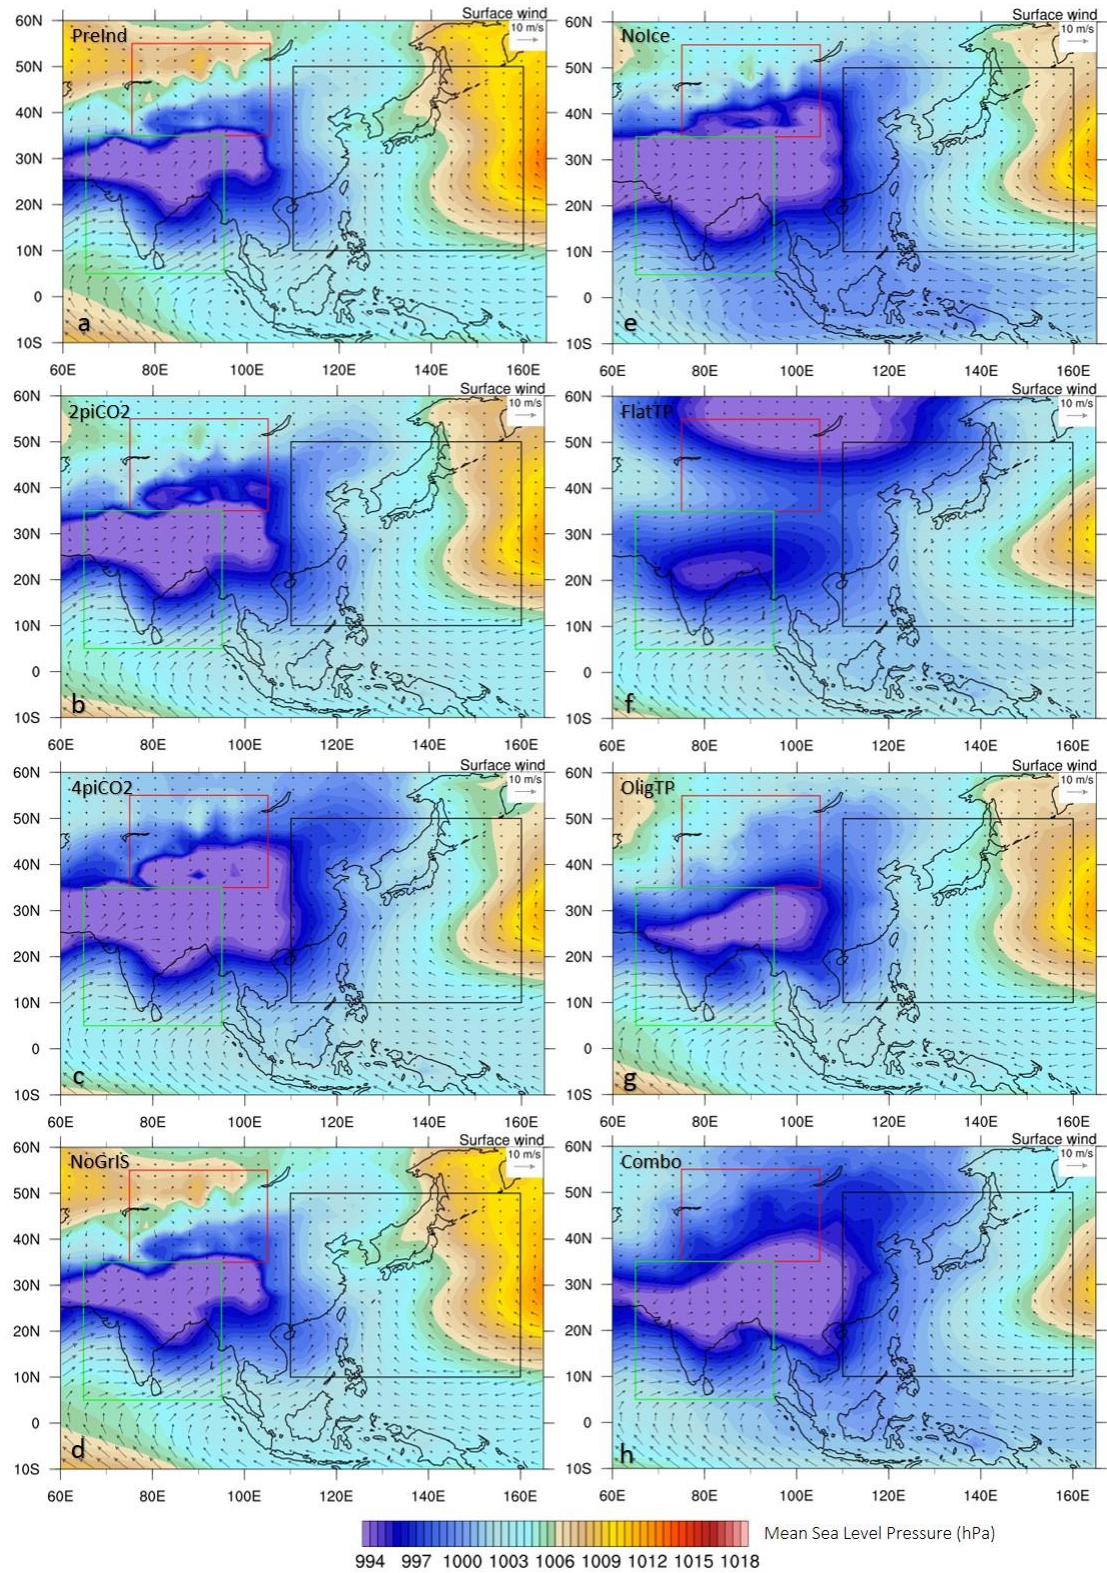 Surface wind
10 m/s
PreInd
a
60N
50N
40N
30N
20N
10N
0
10S
60E 80E 100E 120E 140E 160E
Surface wind
10 m/s
NoIce
e
60N
50N
40N
30N
20N
10N
0
10S
60E 80E 100E 120E 140E 160E
Surface wind
10 m/s
2piCO2
b
60N
50N
40N
30N
20N
10N
0
10S
60E 80E 100E 120E 140E 160E
Surface wind
10 m/s
FlatTP
f
60N
50N
40N
30N
20N
10N
0
10S
60E 80E 100E 120E 140E 160E
Surface wind
10 m/s
4piCO2
c
60N
50N
40N
30N
20N
10N
0
10S
60E 80E 100E 120E 140E 160E
Surface wind
10 m/s
OligTP
g
60N
50N
40N
30N
20N
10N
0
10S
60E 80E 100E 120E 140E 160E
Surface wind
10 m/s
NoGrIS
d
60N
50N
40N
30N
20N
10N
0
10S
60E 80E 100E 120E 140E 160E
Surface wind
10 m/s
Combo
h
60N
50N
40N
30N
20N
10N
0
10S
60E 80E 100E 120E 140E 160E
Mean Sea Level Pressure (hPa)
994 997 1000 1003 1006 1009 1012 1015 1018